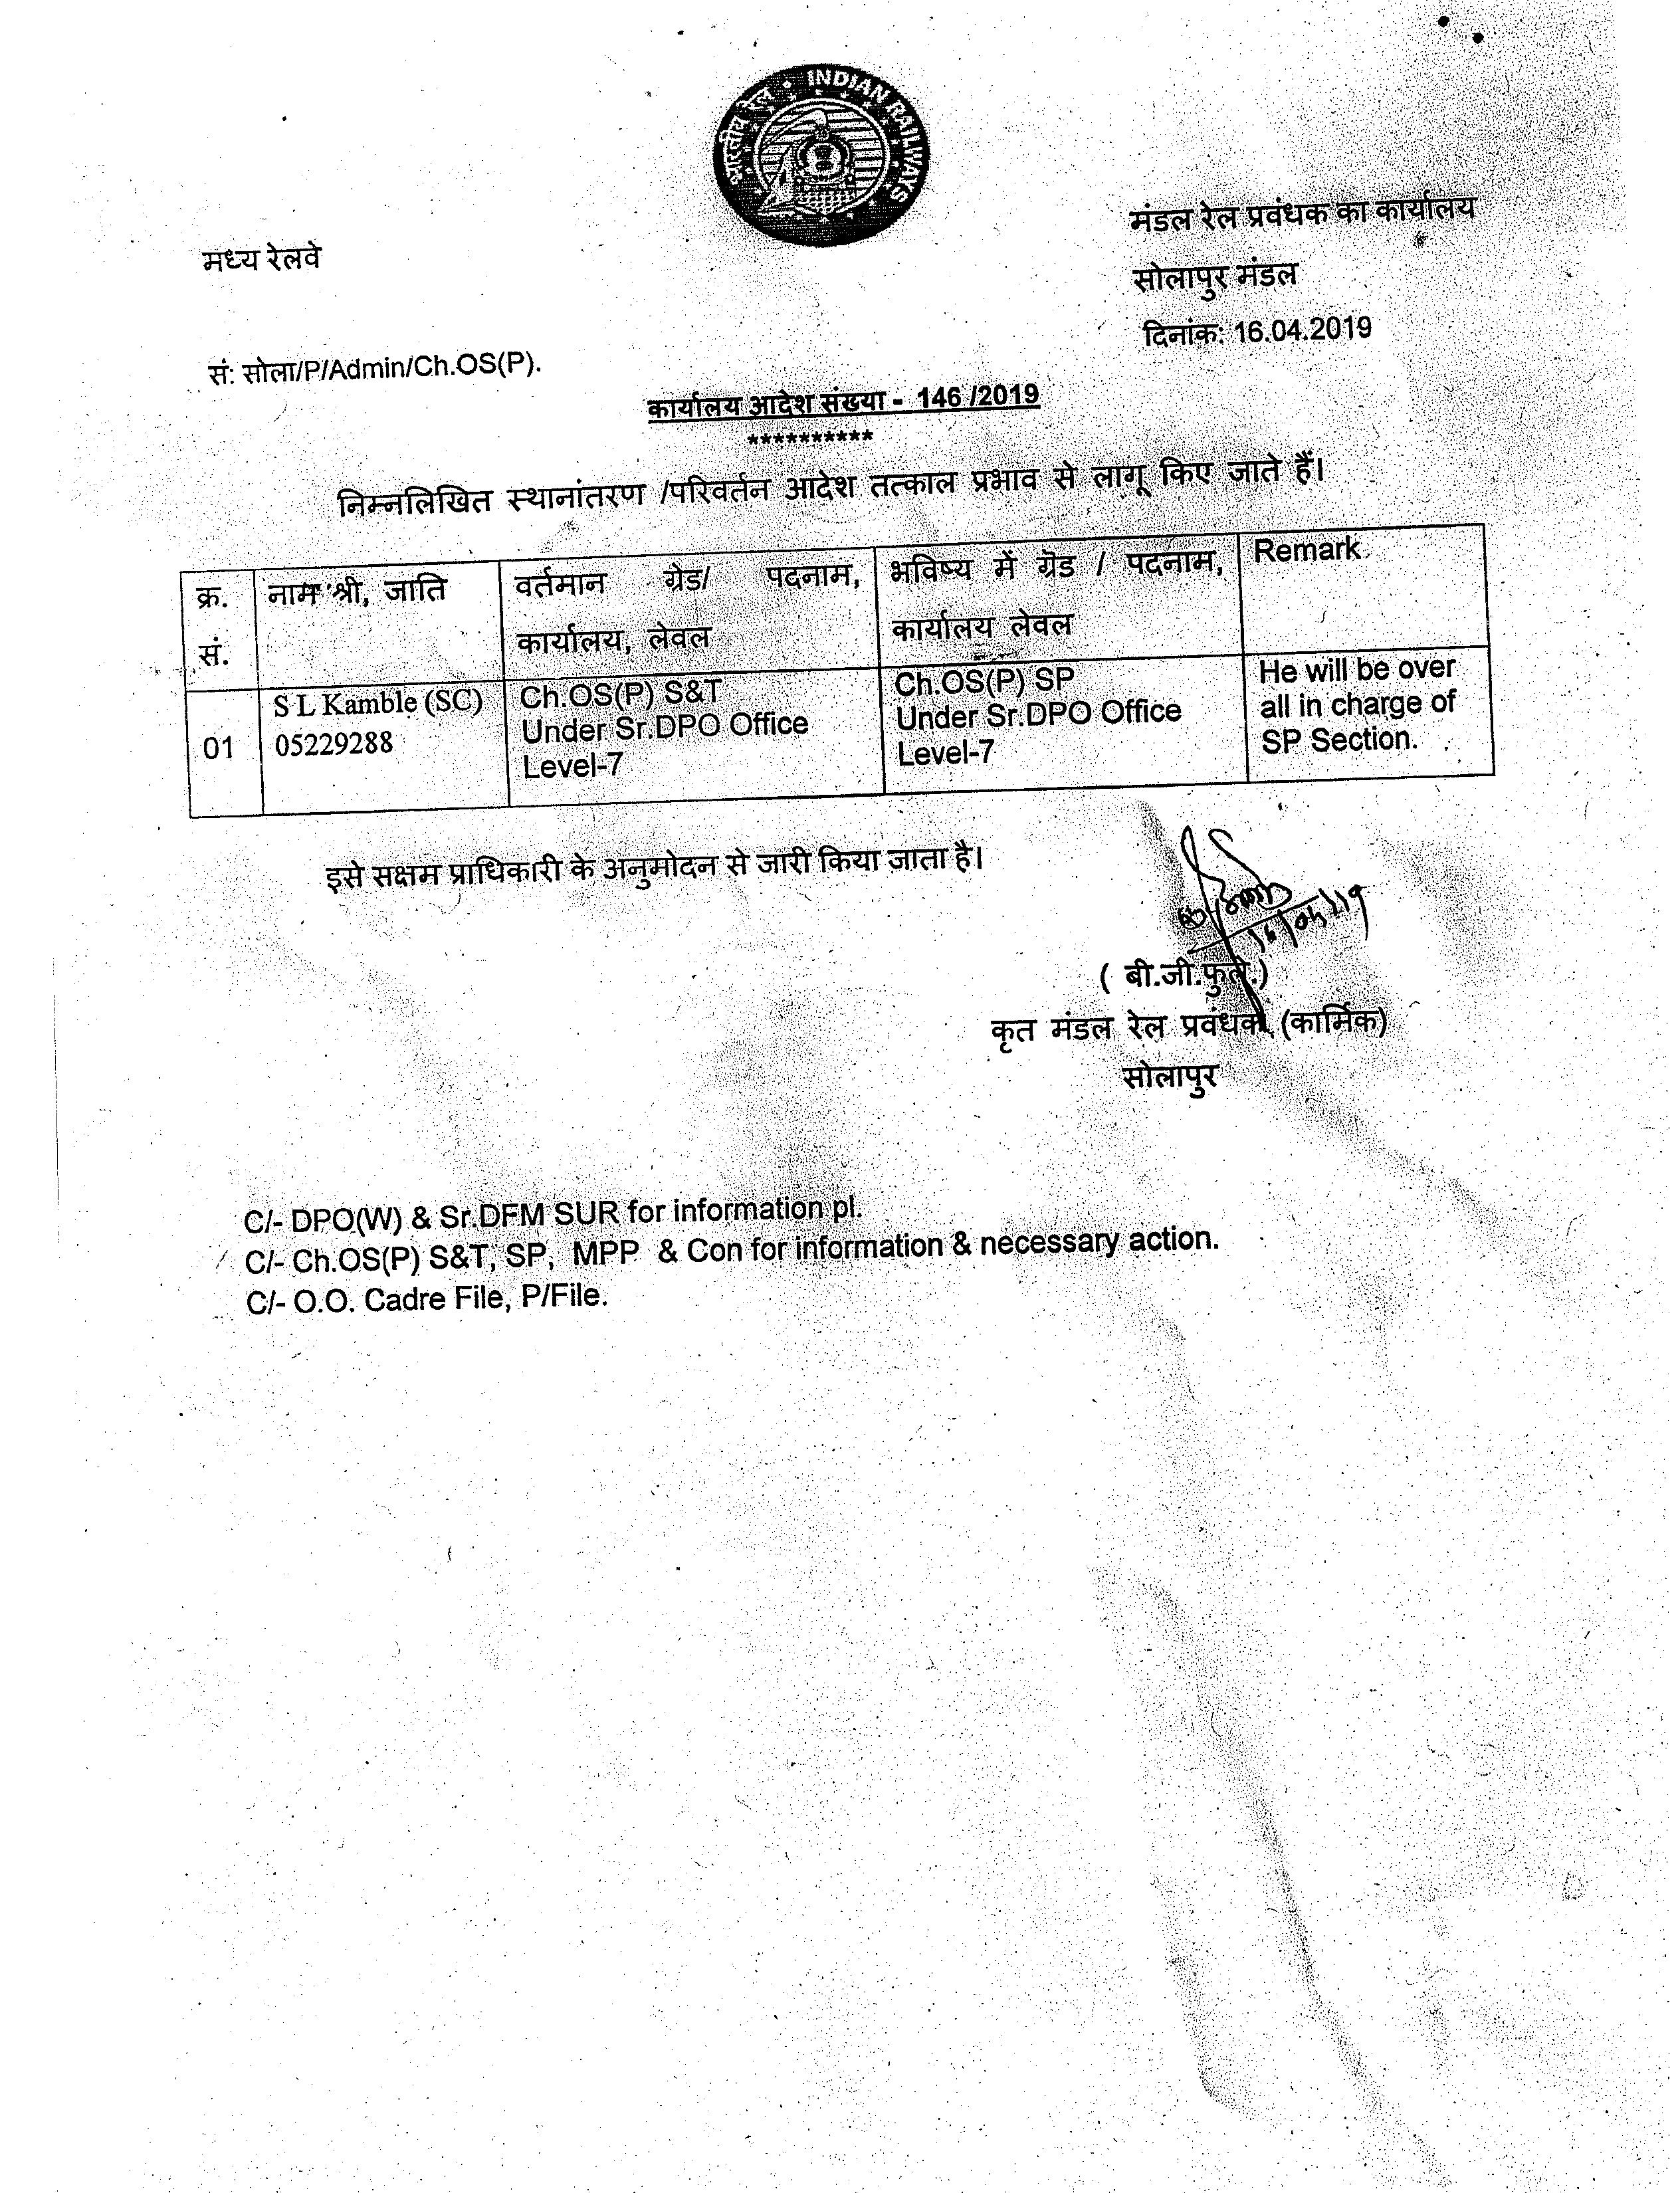 भारतीय रेल • INDIAN RAILWAYS
मध्य रेलवे
मंडल रेल प्रवंधक का कार्यालय
सोलापुर मंडल
दिनांक: 16.04.2019
सं: सोला/P/Admin/Ch.OS(P).
कार्यालय आदेश संख्या - 146 /2019
**********
निम्नलिखित स्थानांतरण /परिवर्तन आदेश तत्काल प्रभाव से लागू किए जाते हैं।
क्र. नाम श्री, जाति वर्तमान ग्रेड/ पदनाम, भविष्य में ग्रेड / पदनाम, Remark
सं. कार्यालय, लेवल कार्यालय लेवल
S L Kamble (SC) Ch.OS(P) S&T Ch.OS(P) SP He will be over
01 05229288 Under Sr.DPO Office Under Sr.DPO Office all in charge of
Level-7 Level-7 SP Section.
इसे सक्षम प्राधिकारी के अनुमोदन से जारी किया जाता है।
16/04/19
( बी.जी.फुले.)
कृत मंडल रेल प्रवंधक (कार्मिक)
सोलापुर
C/- DPO(W) & Sr.DFM SUR for information pl.
C/- Ch.OS(P) S&T, SP, MPP & Con for information & necessary action.
C/- O.O. Cadre File, P/File.